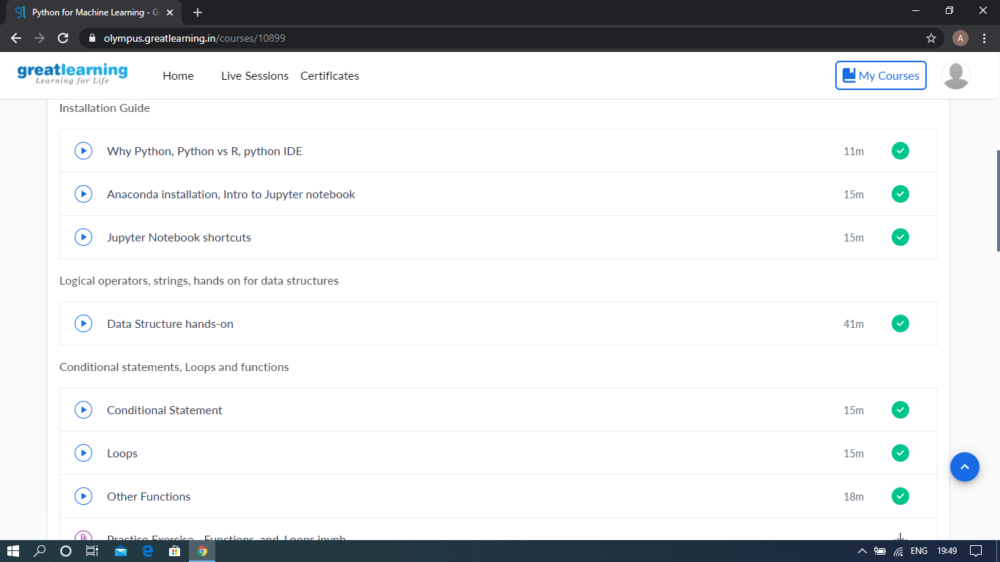 Python for Machine Learning - G
olympus.greatlearning.in/courses/10899
A
greatlearning
Learning for Life
Home
Live Sessions
Certificates
My Courses
Installation Guide
Why Python, Python vs R, python IDE 11m
Anaconda installation, Intro to Jupyter notebook 15m
Jupyter Notebook shortcuts 15m
Logical operators, strings, hands on for data structures
Data Structure hands-on 41m
Conditional statements, Loops and functions
Conditional Statement 15m
Loops 15m
Other Functions 18m
Practice Exercise - Functions and Loops.ipynb
ENG 19:49